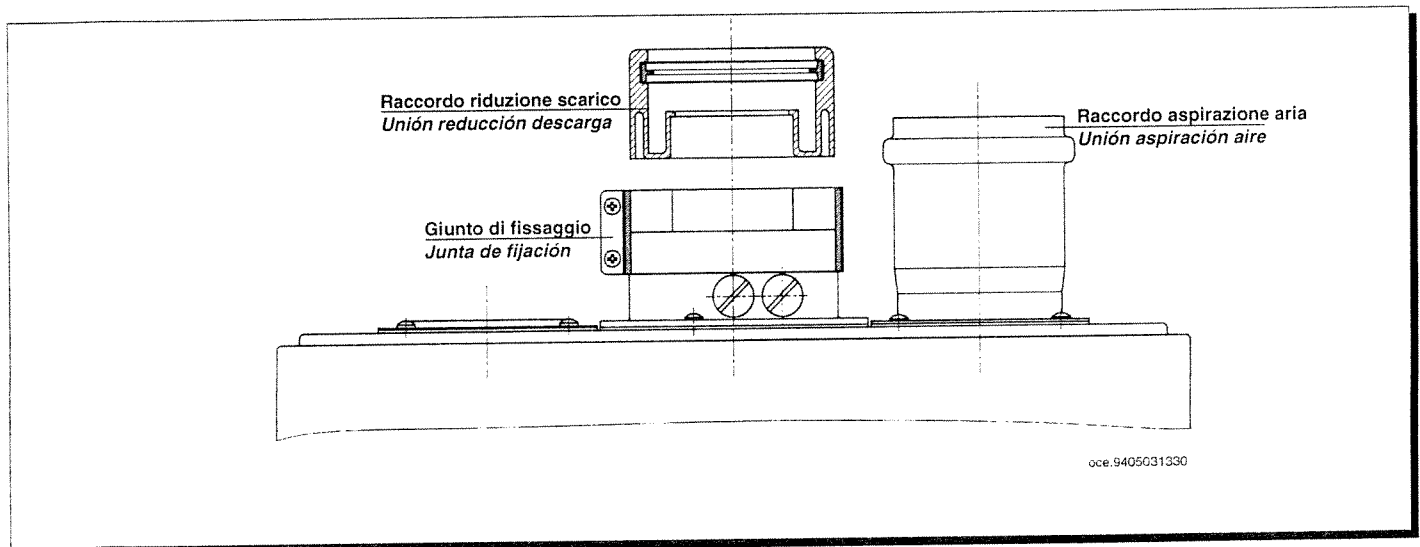 Raccordo riduzione scarico
Unión reducción descarga
Raccordo aspirazione aria
Unión aspiración aire
Giunto di fissaggio
Junta de fijación
oce.9405031330